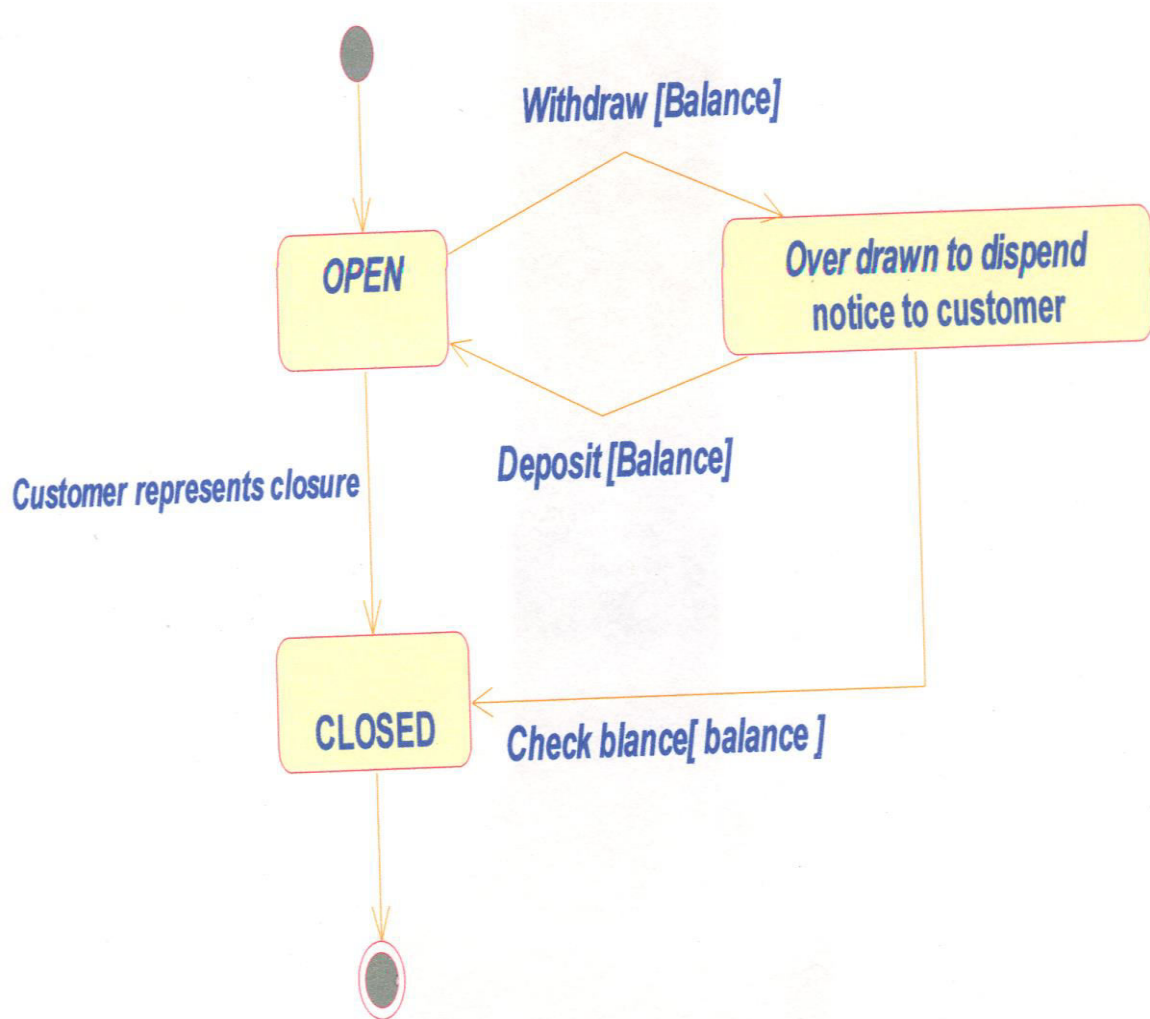 Withdraw [Balance]
OPEN
Over drawn to dispend
notice to customer
Deposit [Balance]
Customer represents closure
CLOSED
Check blance[ balance ]